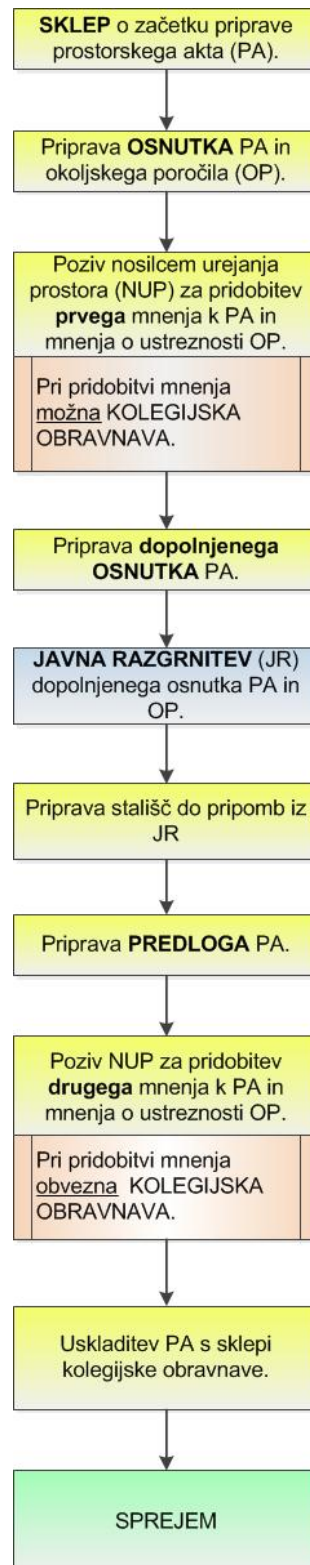 SKLEP o začetku priprave
prostorskega akta (PA).
Priprava OSNUTKA PA in
okoljskega poročila (OP).
Poziv nosilcem urejanja
prostora (NUP) za pridobitev
prvega mnenja k PA in
mnenja o ustreznosti OP.
Pri pridobitvi mnenja
možna KOLEGIJSKA
OBRAVNAVA.
Priprava dopolnjenega
OSNUTKA PA.
JAVNA RAZGRNITEV (JR)
dopolnjenega osnutka PA in
OP.
Priprava stališč do pripomb iz
JR
Priprava PREDLOGA PA.
Poziv NUP za pridobitev
drugega mnenja k PA in
mnenja o ustreznosti OP.
Pri pridobitvi mnenja
obvezna KOLEGIJSKA
OBRAVNAVA.
Uskladitev PA s sklepi
kolegijske obravnave.
SPREJEM